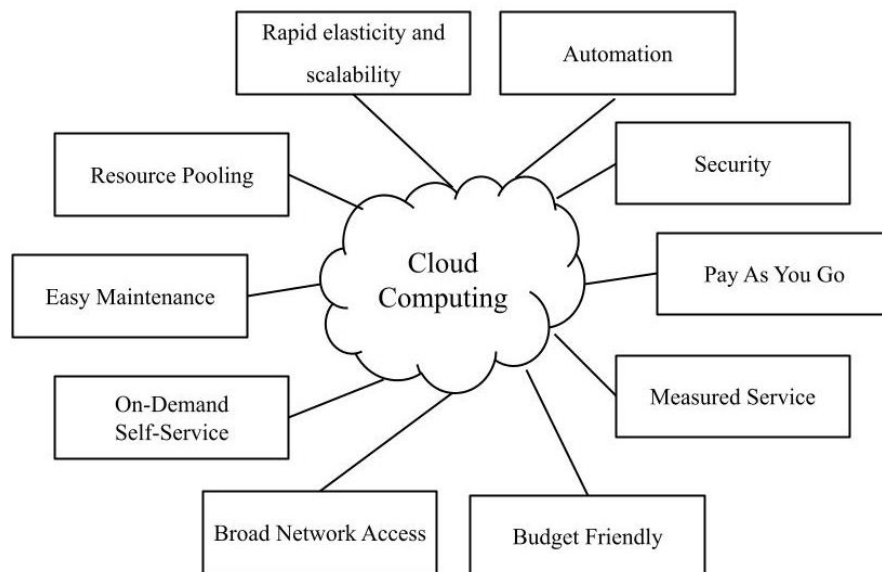 Rapid elasticity and
scalability
Automation
Resource Pooling
Security
Cloud
Computing
Easy Maintenance
Pay As You Go
On-Demand
Self-Service
Measured Service
Broad Network Access
Budget Friendly